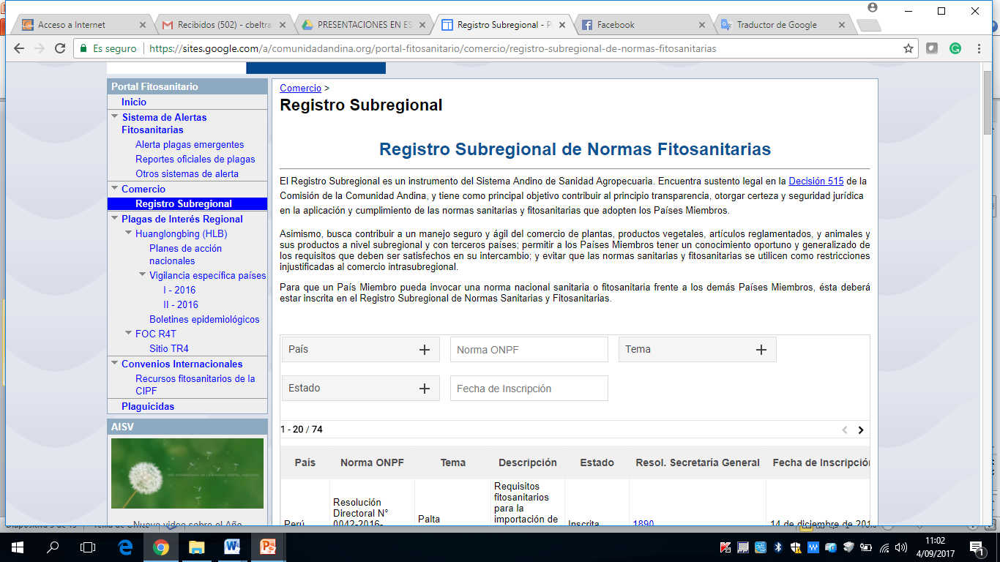 Acceso a Internet
Recibidos (502) - cbeltra
PRESENTACIONES EN ES
Registro Subregional - P
Facebook
Traductor de Google
Es seguro
https://sites.google.com/a/comunidadandina.org/portal-fitosanitario/comercio/registro-subregional-de-normas-fitosanitarias
Portal Fitosanitario
Inicio
Sistema de Alertas
Fitosanitarias
Alerta plagas emergentes
Reportes oficiales de plagas
Otros sistemas de alerta
Comercio
Registro Subregional
Plagas de Interés Regional
Huanglongbing (HLB)
Planes de acción
nacionales
Vigilancia específica países
I - 2016
II - 2016
Boletines epidemiológicos
FOC R4T
Sitio TR4
Convenios Internacionales
Recursos fitosanitarios de la
CIPF
Plaguicidas
AISV
Nuevo video sobre el Año
Comercio >
Registro Subregional
Registro Subregional de Normas Fitosanitarias
El Registro Subregional es un instrumento del Sistema Andino de Sanidad Agropecuaria. Encuentra sustento legal en la Decisión 515 de la
Comisión de la Comunidad Andina, y tiene como principal objetivo contribuir al principio transparencia, otorgar certeza y seguridad jurídica
en la aplicación y cumplimiento de las normas sanitarias y fitosanitarias que adopten los Países Miembros.
Asimismo, busca contribuir a un manejo seguro y ágil del comercio de plantas, productos vegetales, artículos reglamentados, y animales y
sus productos a nivel subregional y con terceros países; permitir a los Países Miembros tener un conocimiento oportuno y generalizado de
los requisitos que deben ser satisfechos en su intercambio; y evitar que las normas sanitarias y fitosanitarias se utilicen como restricciones
injustificadas al comercio intrasubregional.
Para que un País Miembro pueda invocar una norma nacional sanitaria o fitosanitaria frente a los demás Países Miembros, ésta deberá
estar inscrita en el Registro Subregional de Normas Sanitarias y Fitosanitarias.
País
Norma ONPF
Tema
Estado
Fecha de Inscripción
1 - 20 / 74
País Norma ONPF Tema Descripción Estado Resol. Secretaría General Fecha de Inscripción
Requisitos
fitosanitarios
para la
importación de
Resolución
Directoral N°
0042-2016-
Perú
Palta
Inscrita
1890
14 de diciembre de 201
11:02
4/09/2017